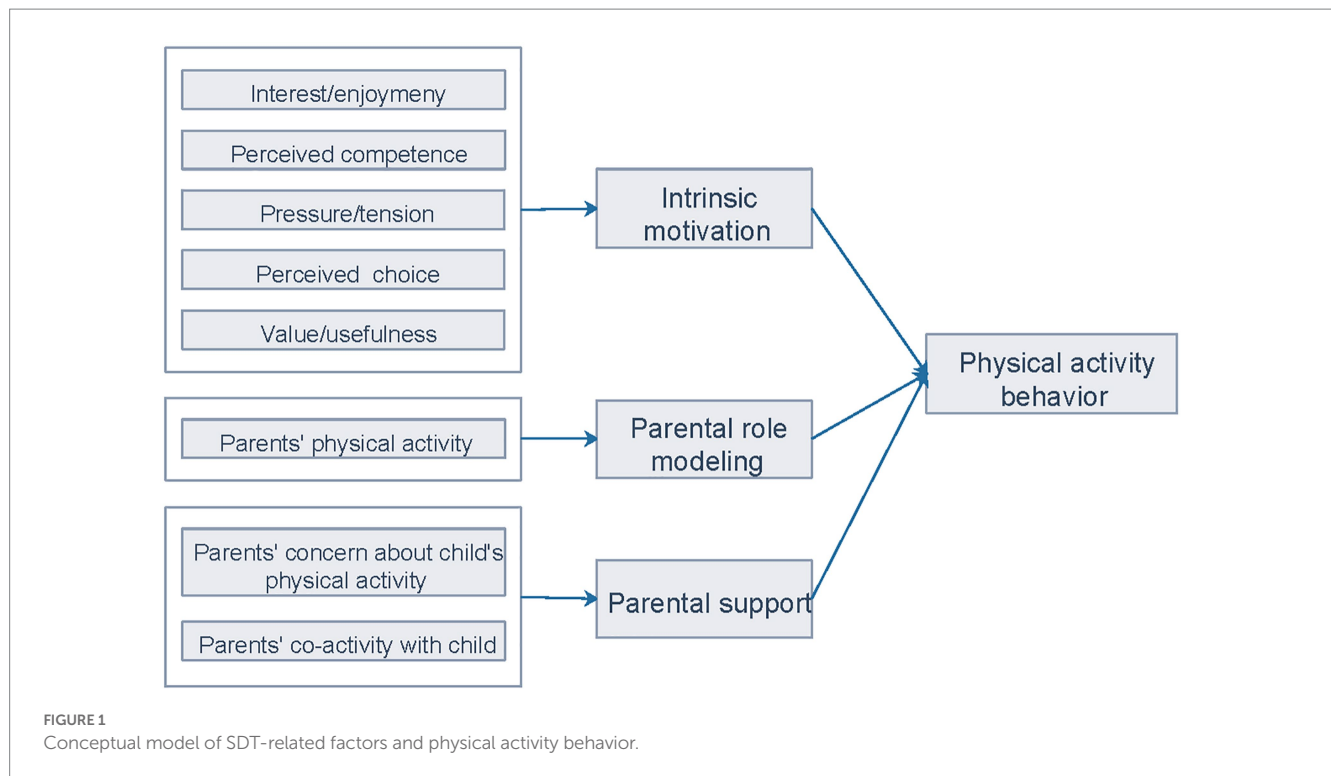 Interest/enjoymeny
Perceived competence
Pressure/tension
Perceived choice
Value/usefulness
Intrinsic
motivation
Parents' physical activity
Parental role
modeling
Parents' concern about child's
physical activity
Parents' co-activity with child
Parental support
Physical activity
behavior
FIGURE 1
Conceptual model of SDT-related factors and physical activity behavior.